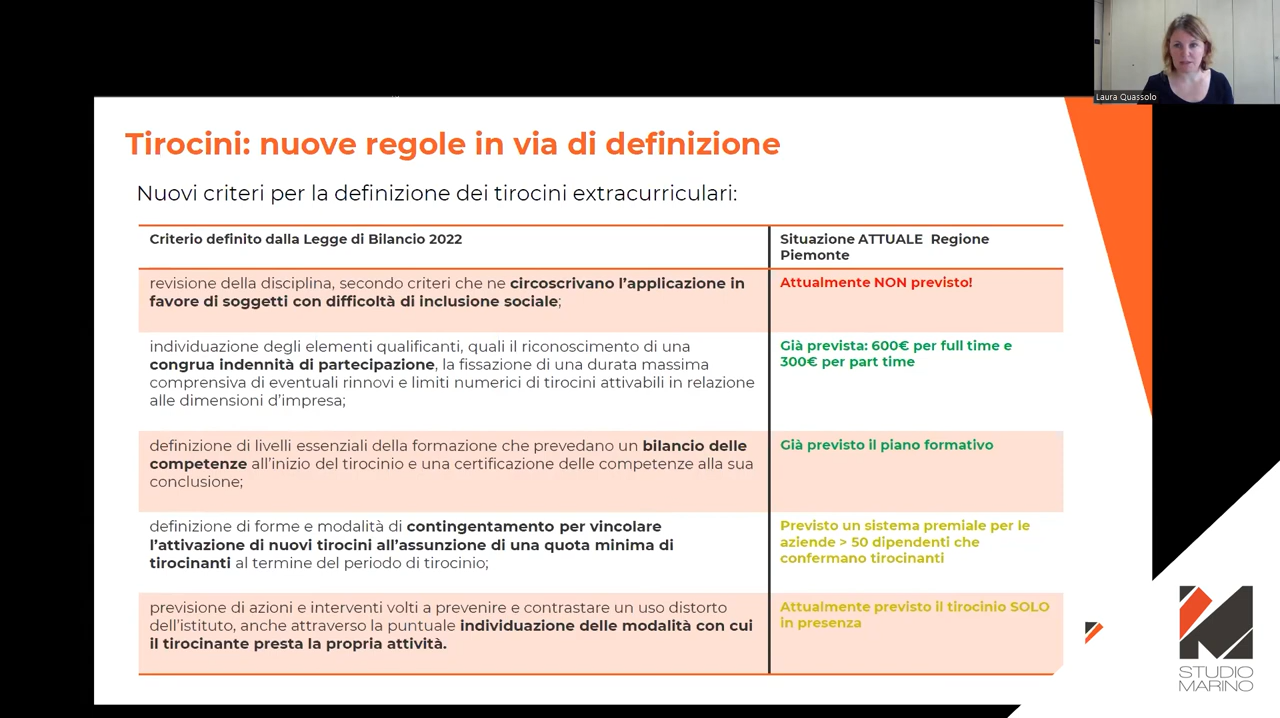 Laura Quassolo
Tirocini: nuove regole in via di definizione
Nuovi criteri per la definizione dei tirocini extracurriculari:
Criterio definito dalla Legge di Bilancio 2022
Situazione ATTUALE Regione
Piemonte
revisione della disciplina, secondo criteri che ne circoscrivano l'applicazione in
favore di soggetti con difficoltà di inclusione sociale;
Attualmente NON previsto!
individuazione degli elementi qualificanti, quali il riconoscimento di una
congrua indennità di partecipazione, la fissazione di una durata massima
comprensiva di eventuali rinnovi e limiti numerici di tirocini attivabili in relazione
alle dimensioni d'impresa;
Già prevista: 600€ per full time e
300€ per part time
definizione di livelli essenziali della formazione che prevedano un bilancio delle
competenze all'inizio del tirocinio e una certificazione delle competenze alla sua
conclusione;
Già previsto il piano formativo
definizione di forme e modalità di contingentamento per vincolare
l'attivazione di nuovi tirocini all'assunzione di una quota minima di
tirocinanti al termine del periodo di tirocinio;
Previsto un sistema premiale per le
aziende > 50 dipendenti che
confermano tirocinanti
previsione di azioni e interventi volti a prevenire e contrastare un uso distorto
dell'istituto, anche attraverso la puntuale individuazione delle modalità con cui
il tirocinante presta la propria attività.
Attualmente previsto il tirocinio SOLO
in presenza
STUDIO
MARINO